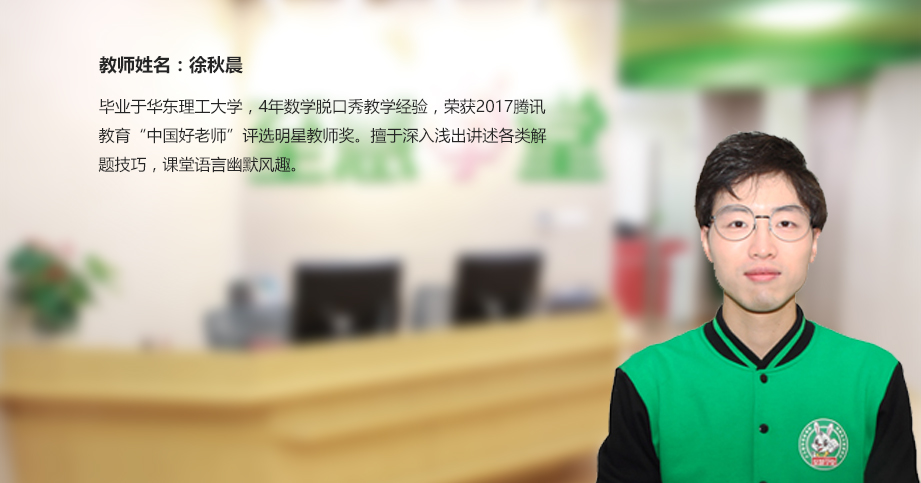 教师姓名：徐秋晨
毕业于华东理工大学，4年数学脱口秀教学经验，荣获2017腾讯
教育“中国好老师”评选明星教师奖。擅于深入浅出讲述各类解
题技巧，课堂语言幽默风趣。